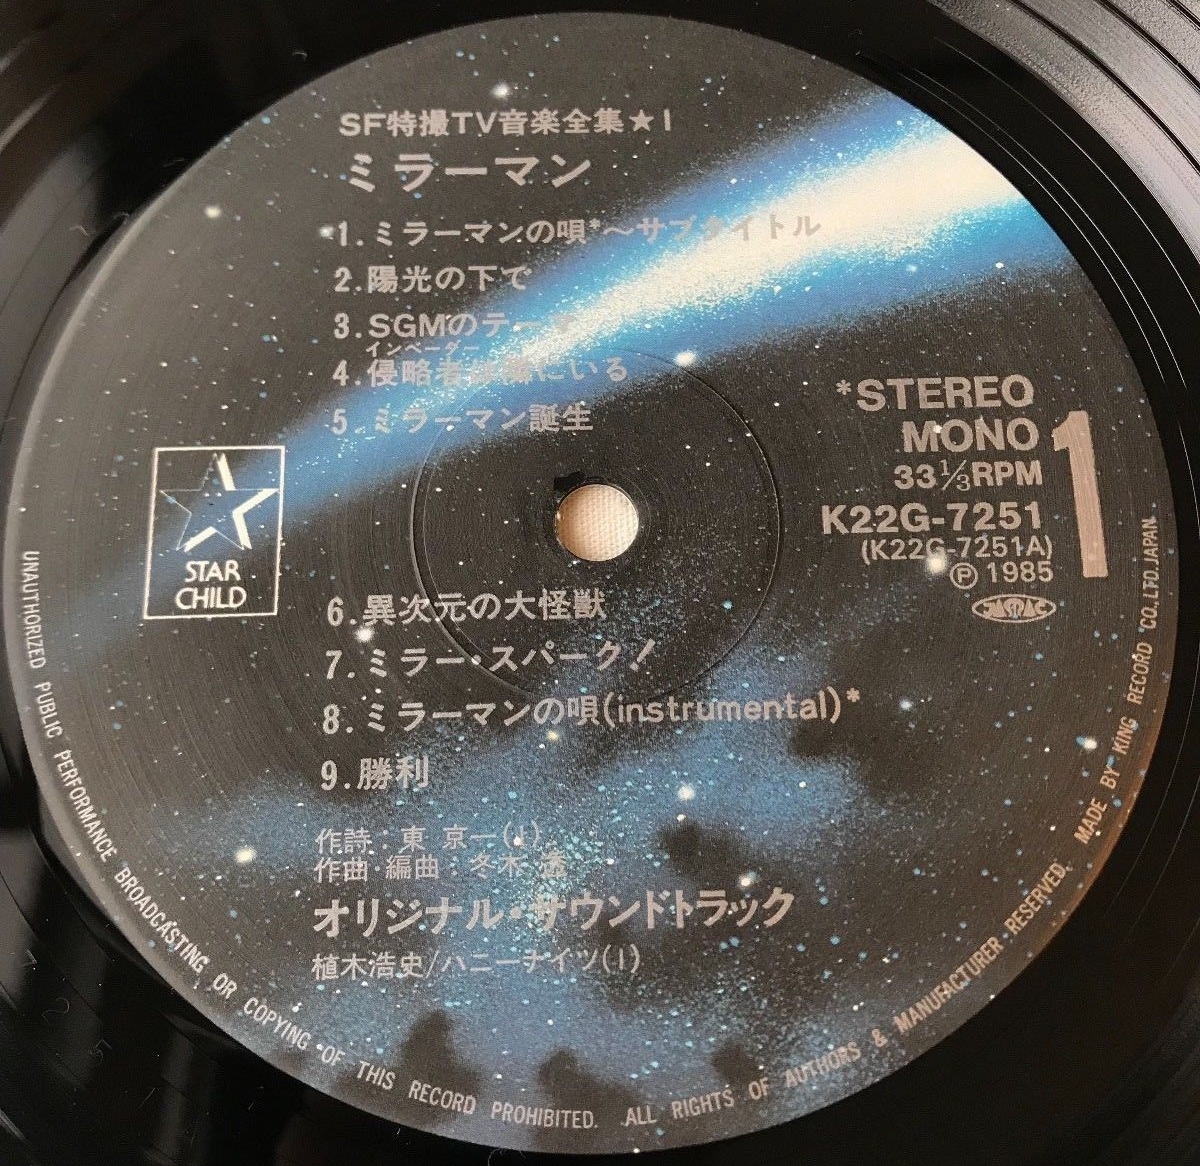 SF特撮TV音楽全集★1
ミラーマン
1.ミラーマンの唄*～サブタイトル
2.陽光の下で
3.SGMのテーマ
インベーダー
4.侵略者は隣にいる
5.ミラーマン誕生
*STEREO
MONO
33⅓RPM
K22G-7251
(K22G-7251A)
Ⓟ1985
JASRAC
1
STAR
CHILD
6.異次元の大怪獣
7.ミラー・スパーク!
8.ミラーマンの唄(instrumental)*
9.勝利
作詩:東 京一(1)
作曲・編曲:冬木 透
オリジナル・サウンドトラック
植木浩史/ハニーナイツ(1)
UNAUTHORIZED PUBLIC PERFORMANCE BROADCASTING OR COPYING OF THIS RECORD PROHIBITED. ALL RIGHTS OF AUTHORS & MANUFACTURER RESERVED. MADE BY KING RECORD CO.,LTD.JAPAN.